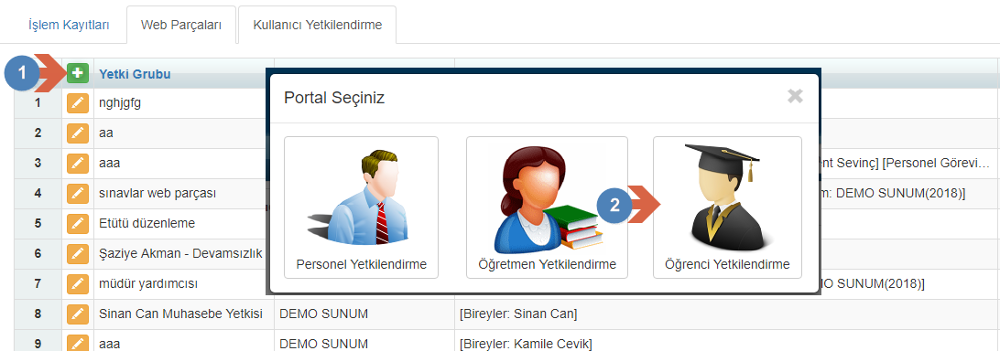 İşlem Kayıtları Web Parçaları Kullanıcı Yetkilendirme
1 Yetki Grubu
Portal Seçiniz
1 nghjgfg
2 aa
3 aaa ent Sevinç] [Personel Görevi...
4 sınavlar web parçası m: DEMO SUNUM(2018)]
2
5 Etütü düzenleme
6 Şaziye Akman - Devamsızlık
Personel Yetkilendirme Öğretmen Yetkilendirme Öğrenci Yetkilendirme
7 müdür yardımcısı MO SUNUM(2018)]
8 Sinan Can Muhasebe Yetkisi DEMO SUNUM [Bireyler: Sinan Can]
9 aaa DEMO SUNUM [Bireyler: Kamile Cevik]